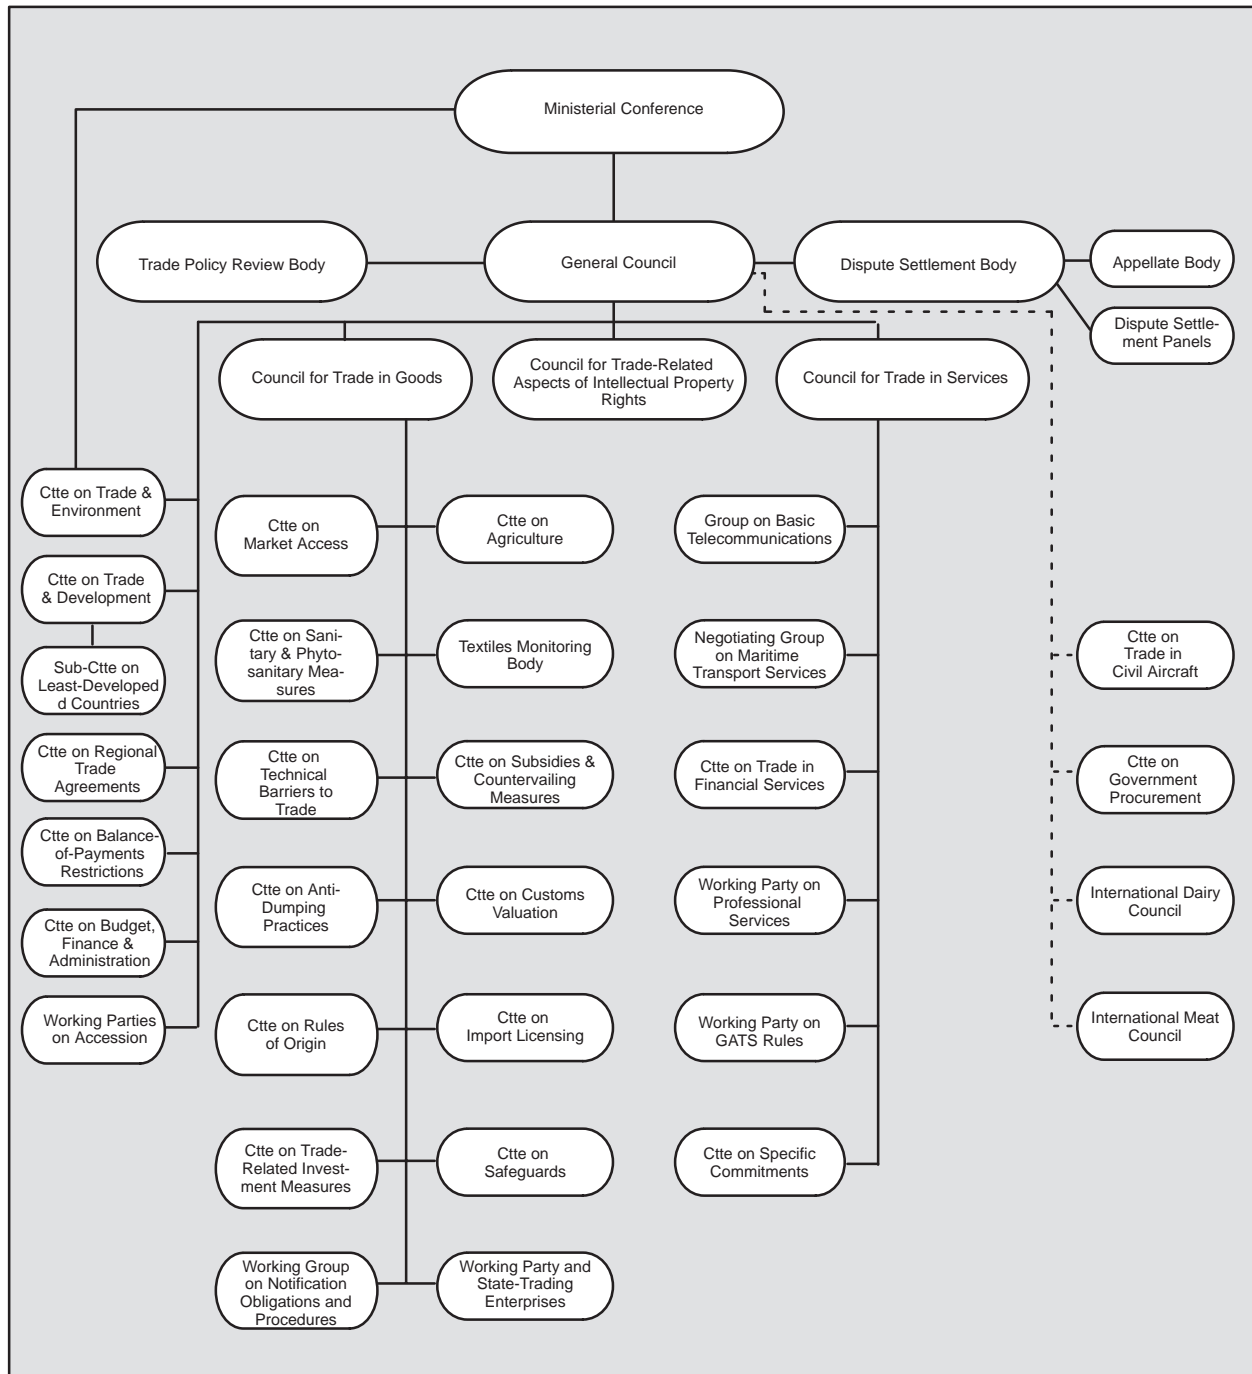 Ministerial Conference
Trade Policy Review Body
General Council
Dispute Settlement Body
Appellate Body
Dispute Settle-
ment Panels
Council for Trade in Goods
Council for Trade-Related
Aspects of Intellectual Property
Rights
Council for Trade in Services
Ctte on Trade &
Environment
Ctte on Trade
& Development
Sub-Ctte on
Least-Developed
d Countries
Ctte on Regional
Trade
Agreements
Ctte on Balance-
of-Payments
Restrictions
Ctte on Budget,
Finance &
Administration
Working Parties
on Accession
Ctte on
Market Access
Ctte on Sani-
tary & Phyto-
sanitary Mea-
sures
Ctte on
Technical
Barriers to
Trade
Ctte on Anti-
Dumping
Practices
Ctte on Rules
of Origin
Ctte on Trade-
Related Invest-
ment Measures
Working Group
on Notification
Obligations and
Procedures
Ctte on
Agriculture
Textiles Monitoring
Body
Ctte on Subsidies &
Countervailing
Measures
Ctte on Customs
Valuation
Ctte on
Import Licensing
Ctte on
Safeguards
Working Party and
State-Trading
Enterprises
Group on Basic
Telecommunications
Negotiating Group
on Maritime
Transport Services
Ctte on Trade in
Financial Services
Working Party on
Professional
Services
Working Party on
GATS Rules
Ctte on Specific
Commitments
Ctte on
Trade in
Civil Aircraft
Ctte on
Government
Procurement
International Dairy
Council
International Meat
Council